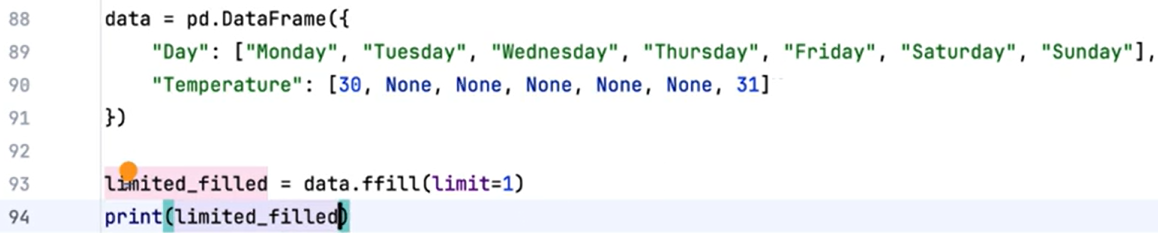 88 data = pd.DataFrame({
89     "Day": ["Monday", "Tuesday", "Wednesday", "Thursday", "Friday", "Saturday", "Sunday"],
90     "Temperature": [30, None, None, None, None, None, 31]
91 })
92
93 limited_filled = data.ffill(limit=1)
94 print(limited_filled)